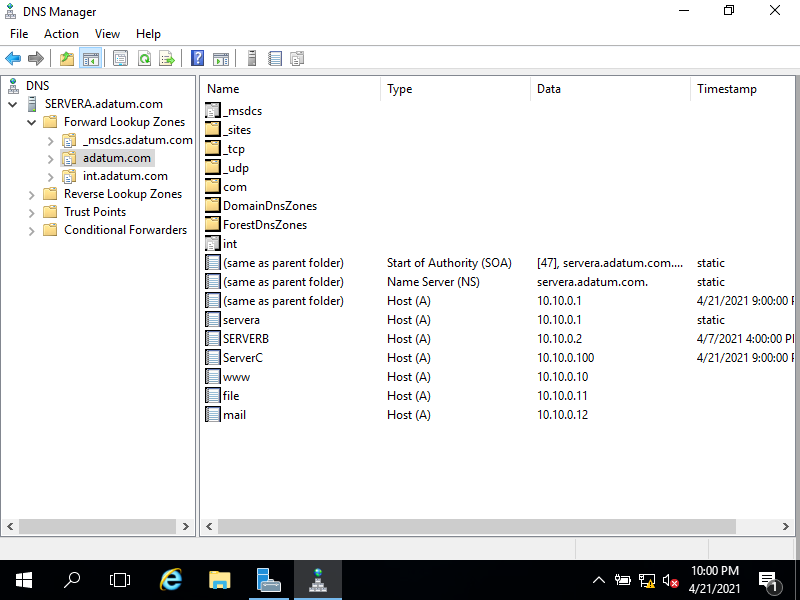 DNS Manager
File Action View Help
DNS
SERVERA.adatum.com
Forward Lookup Zones
_msdcs.adatum.com
adatum.com
int.adatum.com
Reverse Lookup Zones
Trust Points
Conditional Forwarders
Name Type Data Timestamp
_msdcs
_sites
_tcp
_udp
com
DomainDnsZones
ForestDnsZones
int
(same as parent folder) Start of Authority (SOA) [47], servera.adatum.com.... static
(same as parent folder) Name Server (NS) servera.adatum.com. static
(same as parent folder) Host (A) 10.10.0.1 4/21/2021 9:00:00
servera Host (A) 10.10.0.1 static
SERVERB Host (A) 10.10.0.2 4/7/2021 4:00:00
ServerC Host (A) 10.10.0.100 4/21/2021 9:00:00
www Host (A) 10.10.0.10
file Host (A) 10.10.0.11
mail Host (A) 10.10.0.12
10:00 PM
4/21/2021
1